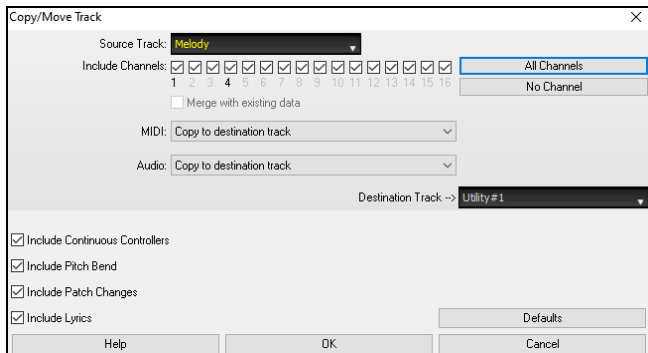 Copy/Move Track
Source Track: Melody
Include Channels: All Channels
1 2 3 4 5 6 7 8 9 10 11 12 13 14 15 16 No Channel
Merge with existing data
MIDI: Copy to destination track
Audio: Copy to destination track
Destination Track --> Utility#1
Include Continuous Controllers
Include Pitch Bend
Include Patch Changes
Include Lyrics Defaults
Help OK Cancel